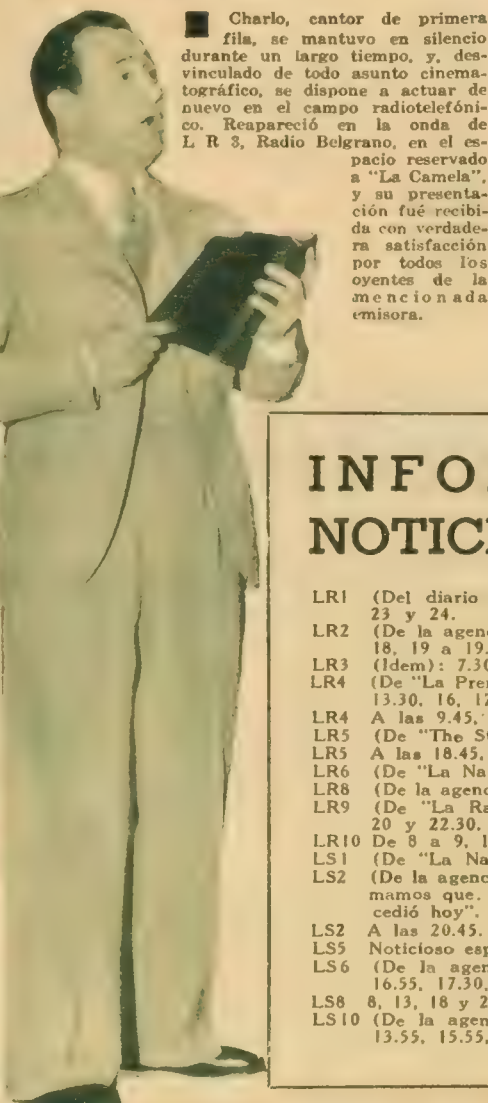 Charlo, cantor de primera
fila, se mantuvo en silencio
durante un largo tiempo, y, des-
vinculado de todo asunto cinema-
tográfico, se dispone a actuar de
nuevo en el campo radiotelefóni-
co. Reapareció en la onda de
L R 3, Radio Belgrano, en el es-
pacio reservado
a "La Camela",
y su presenta-
ción fué recibi-
da con verdade-
ra satisfacción
por todos los
oyentes de la
mencionada
emisora.
INFO
NOTICI
LR1 (Del diario
23 y 24.
LR2 (De la agenc
18, 19 a 19.
LR3 (Idem): 7.30
LR4 (De "La Pren
13.30, 16, 12
LR4 A las 9.45,
LR5 (De "The S
LR5 A las 18.45,
LR6 (De "La Na
LR8 (De la agenc
LR9 (De "La Ra
20 y 22.30.
LR10 De 8 a 9, 1
LS1 (De "La Na
LS2 (De la agenc
mamos que.
cedió hoy".
LS2 A las 20.45.
LS5 Noticioso esp
LS6 (De la agen
16.55, 17.30,
LS8 8, 13, 18 y 2
LS10 (De la agen
13.55, 15.55,